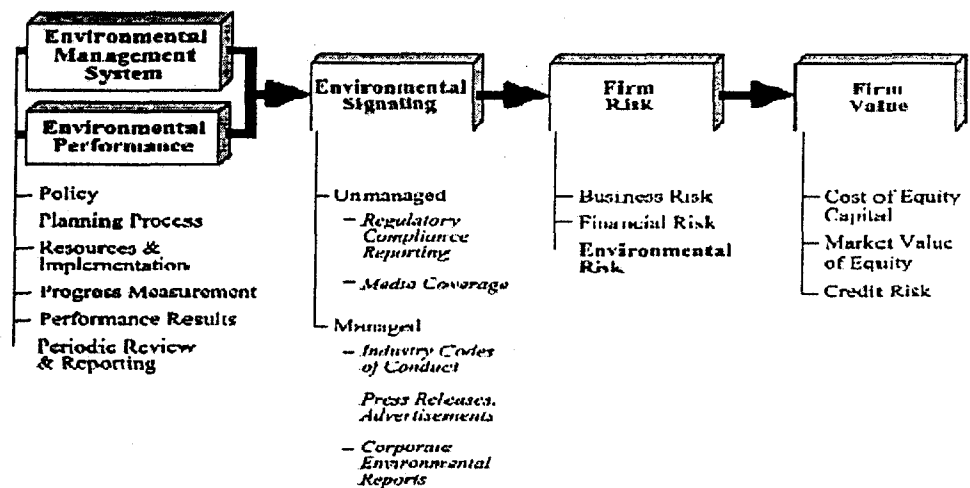 Environmental
Management
System
Environmental
Performance
Policy
Planning Process
Resources &
Implementation
Progress Measurement
Performance Results
Periodic Review
& Reporting
Environmental
Signaling
Unmanaged
– Regulatory
Compliance
Reporting
– Media Coverage
Managed
– Industry Codes
of Conduct
Press Releases,
Advertisements
– Corporate
Environmental
Reports
Firm
Risk
Business Risk
Financial Risk
Environmental
Risk
Firm
Value
Cost of Equity
Capital
Market Value
of Equity
Credit Risk